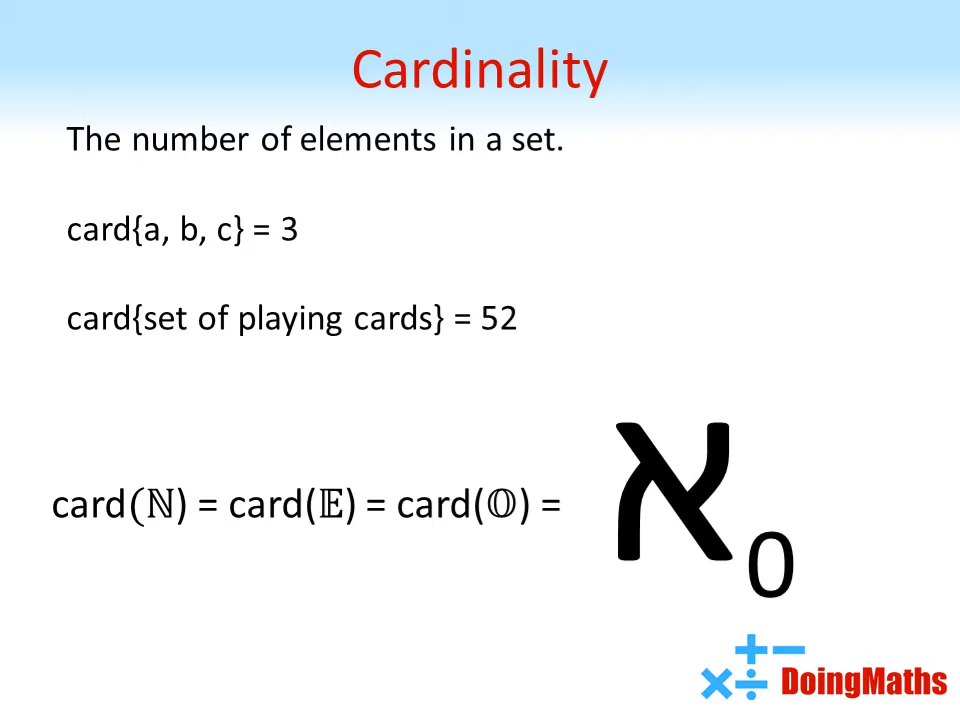 Cardinality
The number of elements in a set.
card{a, b, c} = 3
card{set of playing cards} = 52
card(ℕ) = card(𝔼) = card(𝕆) = א₀
DoingMaths